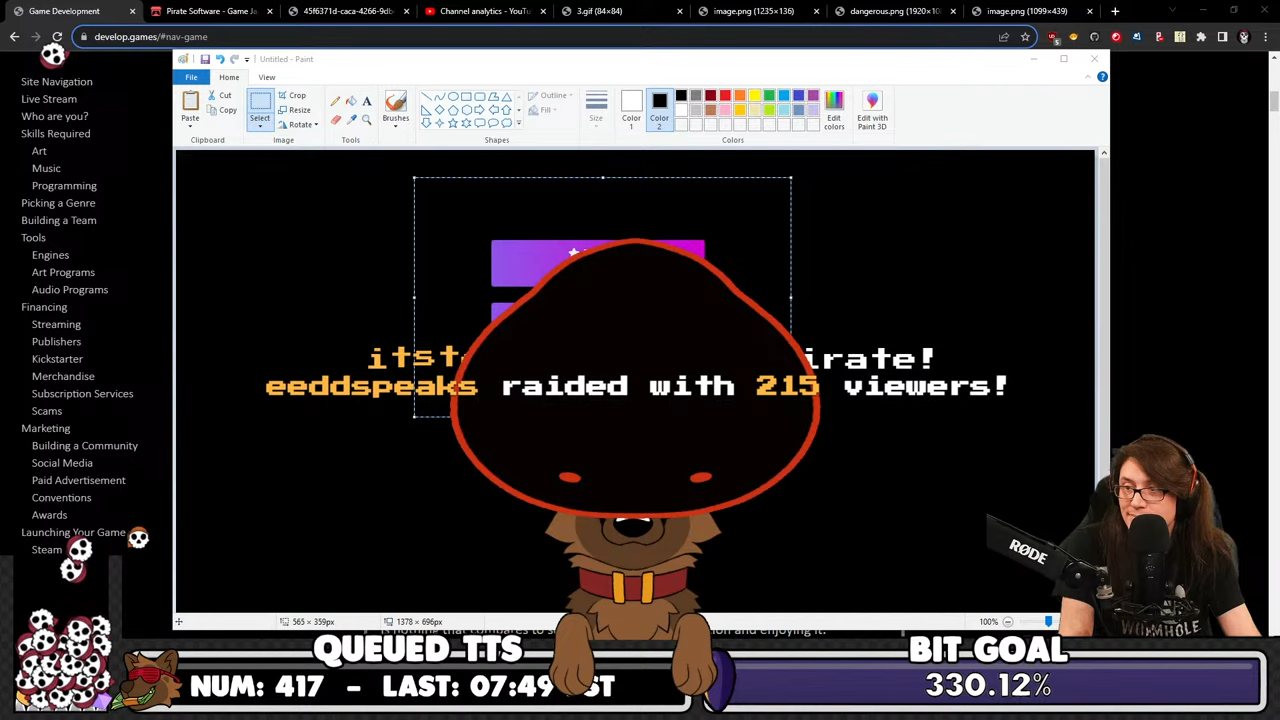 Game Development
Pirate Software - Game Ja
45f6371d-caca-4266-9db
Channel analytics - YouTu
3.gif (84×84)
image.png (1235×136)
dangerous.png (1920×10
image.png (1099×439)
develop.games/#nav-game
Site Navigation
Live Stream
Who are you?
Skills Required
Art
Music
Programming
Picking a Genre
Building a Team
Tools
Engines
Art Programs
Audio Programs
Financing
Streaming
Publishers
Kickstarter
Merchandise
Subscription Services
Scams
Marketing
Building a Community
Social Media
Paid Advertisement
Conventions
Awards
Launching Your Game
Steam
Untitled - Paint
File
Home
View
Paste
Cut
Copy
Clipboard
Select
Crop
Resize
Rotate
Image
Tools
Brushes
Shapes
Outline
Fill
Size
Color 1
Color 2
Colors
Edit colors
Edit with Paint 3D
irate!
eeddspeaks raided with 215 viewers!
565 × 359px
1378 × 696px
100%
RØDE
WORMHOLE
QUEUED TTS
NUM: 417 - LAST: 07:49
BIT GOAL
330.12%